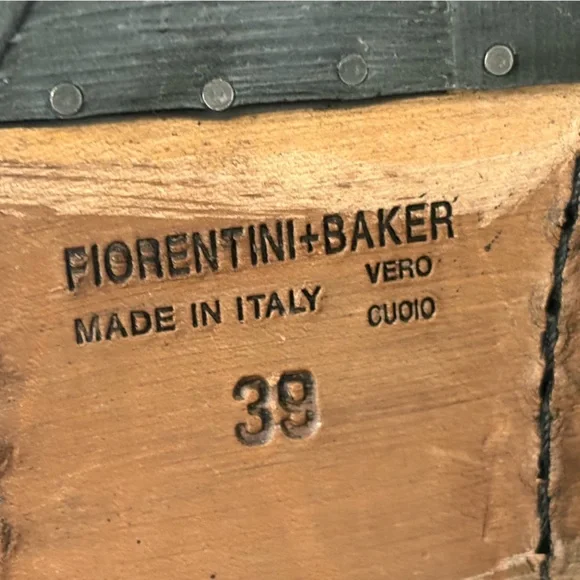 FIORENTINI+BAKER
MADE IN ITALY
VERO
CUOIO
39